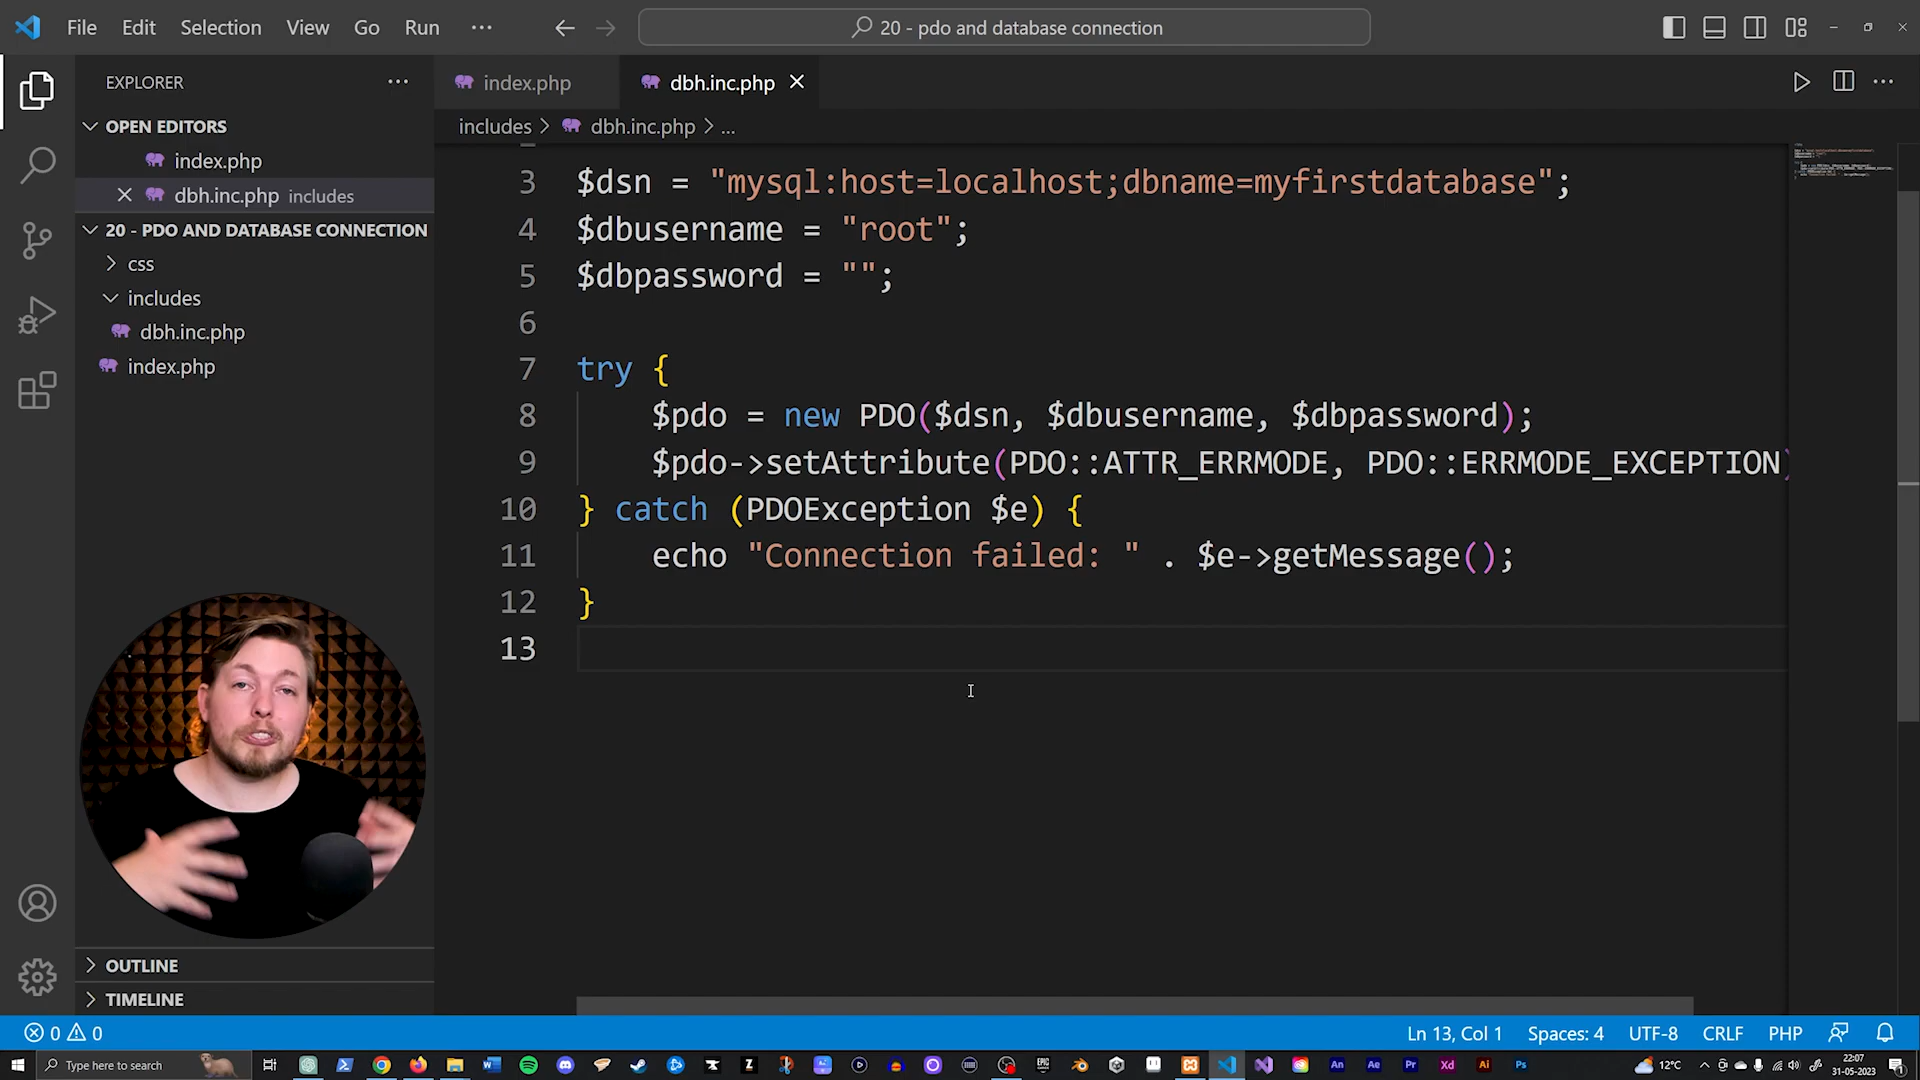 File Edit Selection View Go Run ...
20 - pdo and database connection
EXPLORER
OPEN EDITORS
index.php
dbh.inc.php includes
20 - PDO AND DATABASE CONNECTION
css
includes
dbh.inc.php
index.php
OUTLINE
TIMELINE
index.php dbh.inc.php
includes > dbh.inc.php > ...
3 $dsn = "mysql:host=localhost;dbname=myfirstdatabase";
4 $dbusername = "root";
5 $dbpassword = "";
6
7 try {
8 $pdo = new PDO($dsn, $dbusername, $dbpassword);
9 $pdo->setAttribute(PDO::ATTR_ERRMODE, PDO::ERRMODE_EXCEPTION)
10 } catch (PDOException $e) {
11 echo "Connection failed: " . $e->getMessage();
12 }
13
0 0
Ln 13, Col 1 Spaces: 4 UTF-8 CRLF PHP
Type here to search
12°C
22:07
31-05-2023